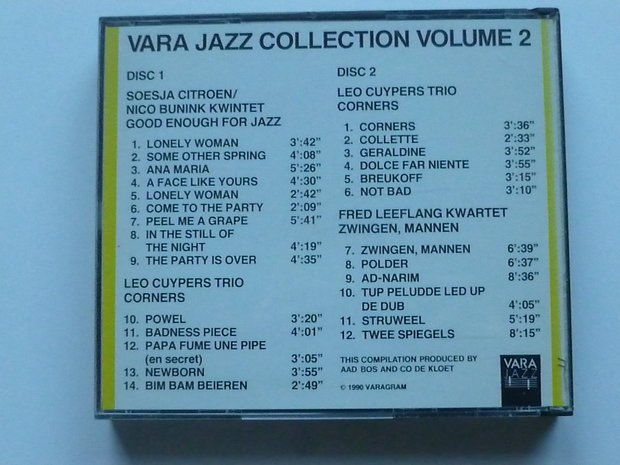 VARA JAZZ COLLECTION VOLUME 2
DISC 1
SOESJA CITROEN/
NICO BUNINK KWINTET
GOOD ENOUGH FOR JAZZ
1. LONELY WOMAN 3':42"
2. SOME OTHER SPRING 4':08"
3. ANA MARIA 5':26"
4. A FACE LIKE YOURS 4':30"
5. LONELY WOMAN 2':42"
6. COME TO THE PARTY 2':09"
7. PEEL ME A GRAPE 5':41"
8. IN THE STILL OF
THE NIGHT 4':19"
9. THE PARTY IS OVER 4':35"
LEO CUYPERS TRIO
CORNERS
10. POWEL 3':20"
11. BADNESS PIECE 4':01"
12. PAPA FUME UNE PIPE
(en secret) 3':05"
13. NEWBORN 3':55"
14. BIM BAM BEIEREN 2':49"
DISC 2
LEO CUYPERS TRIO
CORNERS
1. CORNERS 3':36"
2. COLLETTE 2':33"
3. GERALDINE 3':52"
4. DOLCE FAR NIENTE 3':55"
5. BREUKOFF 3':15"
6. NOT BAD 3':10"
FRED LEEFLANG KWARTET
ZWINGEN, MANNEN
7. ZWINGEN, MANNEN 6':39"
8. POLDER 6':37"
9. AD-NARIM 8':36"
10. TUP PELUDDE LED UP
DE DUB 4':05"
11. STRUWEEL 5':19"
12. TWEE SPIEGELS 8':15"
THIS COMPILATION PRODUCED BY
AAD BOS AND CO DE KLOET
© 1990 VARAGRAM
VARA
JAZZ